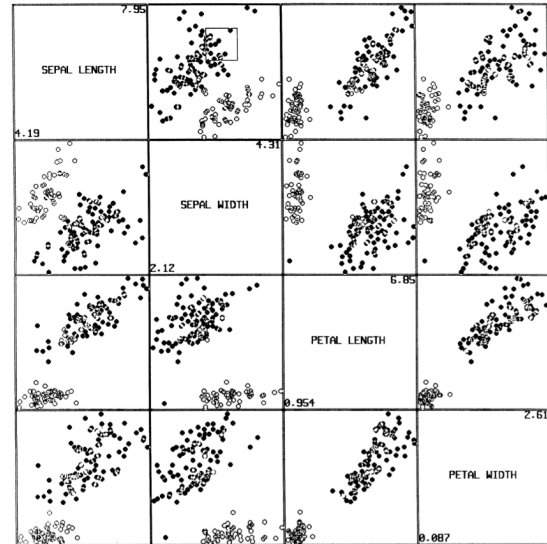 7.95
SEPAL LENGTH
4.19
4.31
SEPAL WIDTH
2.12
6.85
PETAL LENGTH
0.954
2.61
PETAL WIDTH
0.087